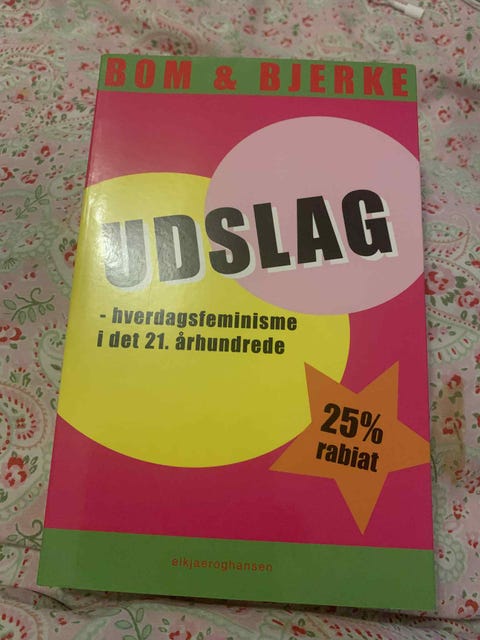 BOM & BJERKE
UDSLAG
- hverdagsfeminisme
i det 21. århundrede
25%
rabiat
elkjaeroghansen